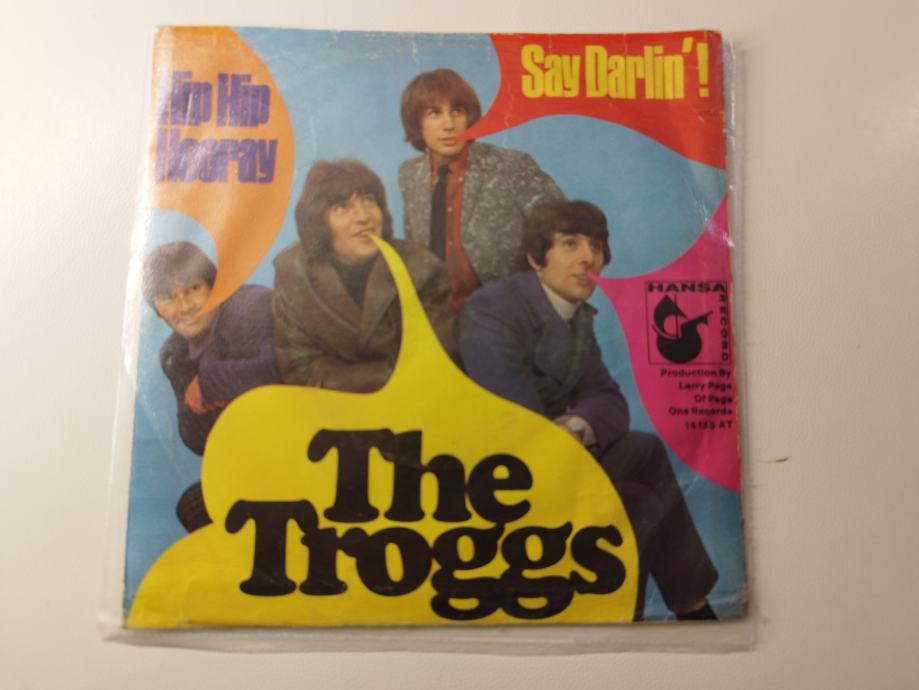 Hip Hip
Hooray
Say Darlin'!
HANSA
RECORD
Production By
Larry Page
Of Page
One Records
14 155 AT
The
Troggs